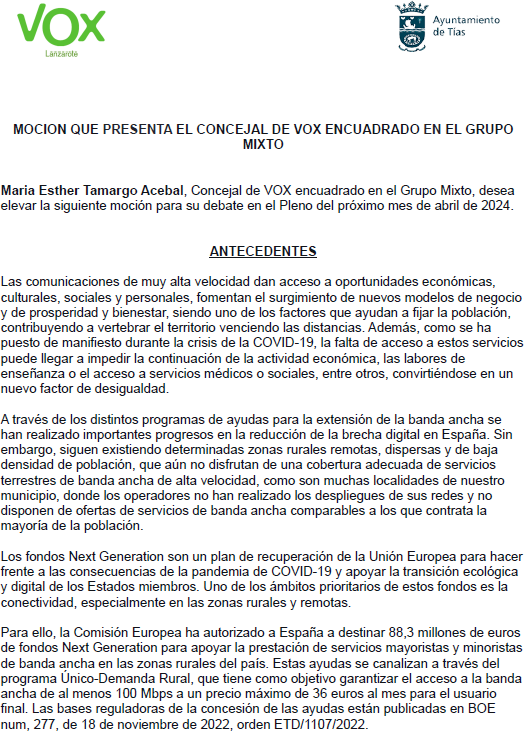 VOX
Lanzarote
Ayuntamiento
de Tías
MOCION QUE PRESENTA EL CONCEJAL DE VOX ENCUADRADO EN EL GRUPO
MIXTO
Maria Esther Tamargo Acebal, Concejal de VOX encuadrado en el Grupo Mixto, desea
elevar la siguiente moción para su debate en el Pleno del próximo mes de abril de 2024.
ANTECEDENTES
Las comunicaciones de muy alta velocidad dan acceso a oportunidades económicas,
culturales, sociales y personales, fomentan el surgimiento de nuevos modelos de negocio
y de prosperidad y bienestar, siendo uno de los factores que ayudan a fijar la población,
contribuyendo a vertebrar el territorio venciendo las distancias. Además, como se ha
puesto de manifiesto durante la crisis de la COVID-19, la falta de acceso a estos servicios
puede llegar a impedir la continuación de la actividad económica, las labores de
enseñanza o el acceso a servicios médicos o sociales, entre otros, convirtiéndose en un
nuevo factor de desigualdad.
A través de los distintos programas de ayudas para la extensión de la banda ancha se
han realizado importantes progresos en la reducción de la brecha digital en España. Sin
embargo, siguen existiendo determinadas zonas rurales remotas, dispersas y de baja
densidad de población, que aún no disfrutan de una cobertura adecuada de servicios
terrestres de banda ancha de alta velocidad, como son muchas localidades de nuestro
municipio, donde los operadores no han realizado los despliegues de sus redes y no
disponen de ofertas de servicios de banda ancha comparables a los que contrata la
mayoría de la población.
Los fondos Next Generation son un plan de recuperación de la Unión Europea para hacer
frente a las consecuencias de la pandemia de COVID-19 y apoyar la transición ecológica
y digital de los Estados miembros. Uno de los ámbitos prioritarios de estos fondos es la
conectividad, especialmente en las zonas rurales y remotas.
Para ello, la Comisión Europea ha autorizado a España a destinar 88,3 millones de euros
de fondos Next Generation para apoyar la prestación de servicios mayoristas y minoristas
de banda ancha en las zonas rurales del país. Estas ayudas se canalizan a través del
programa Único-Demanda Rural, que tiene como objetivo garantizar el acceso a la banda
ancha de al menos 100 Mbps a un precio máximo de 36 euros al mes para el usuario
final. Las bases reguladoras de la concesión de las ayudas están publicadas en BOE
num, 277, de 18 de noviembre de 2022, orden ETD/1107/2022.